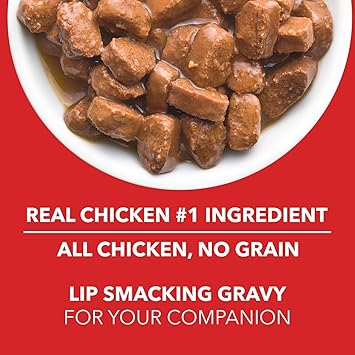 REAL CHICKEN #1 INGREDIENT
ALL CHICKEN, NO GRAIN
LIP SMACKING GRAVY
FOR YOUR COMPANION